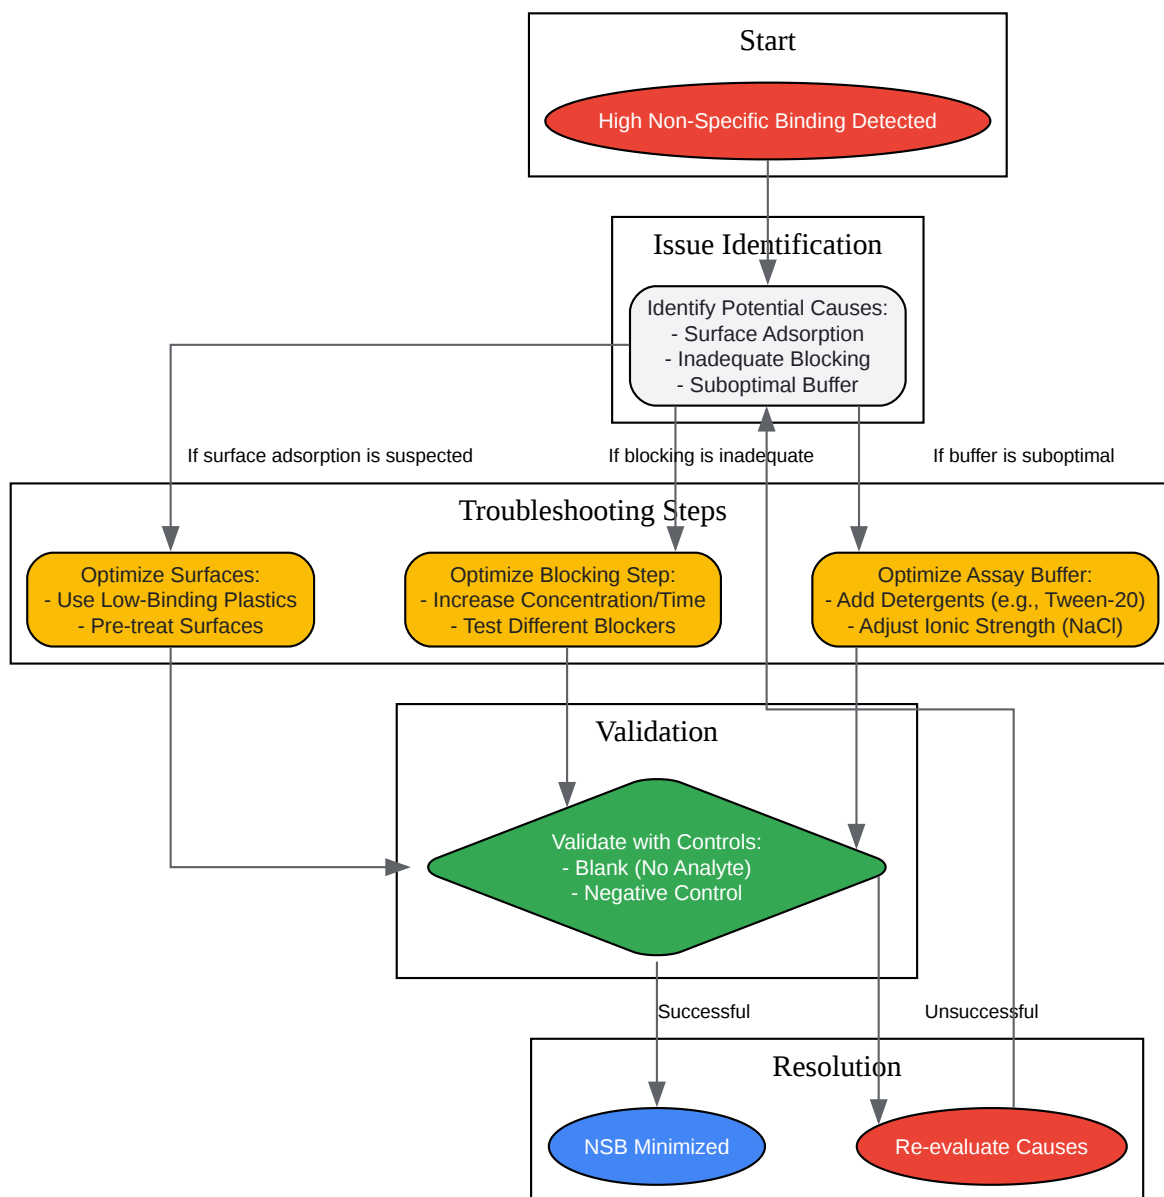 Start
High Non-Specific Binding Detected
Issue Identification
Identify Potential Causes:
- Surface Adsorption
- Inadequate Blocking
- Suboptimal Buffer
If surface adsorption is suspected
If blocking is inadequate
If buffer is suboptimal
Troubleshooting Steps
Optimize Surfaces:
- Use Low-Binding Plastics
- Pre-treat Surfaces
Optimize Blocking Step:
- Increase Concentration/Time
- Test Different Blockers
Optimize Assay Buffer:
- Add Detergents (e.g., Tween-20)
- Adjust Ionic Strength (NaCl)
Validation
Validate with Controls:
- Blank (No Analyte)
- Negative Control
Successful
Unsuccessful
Resolution
NSB Minimized
Re-evaluate Causes